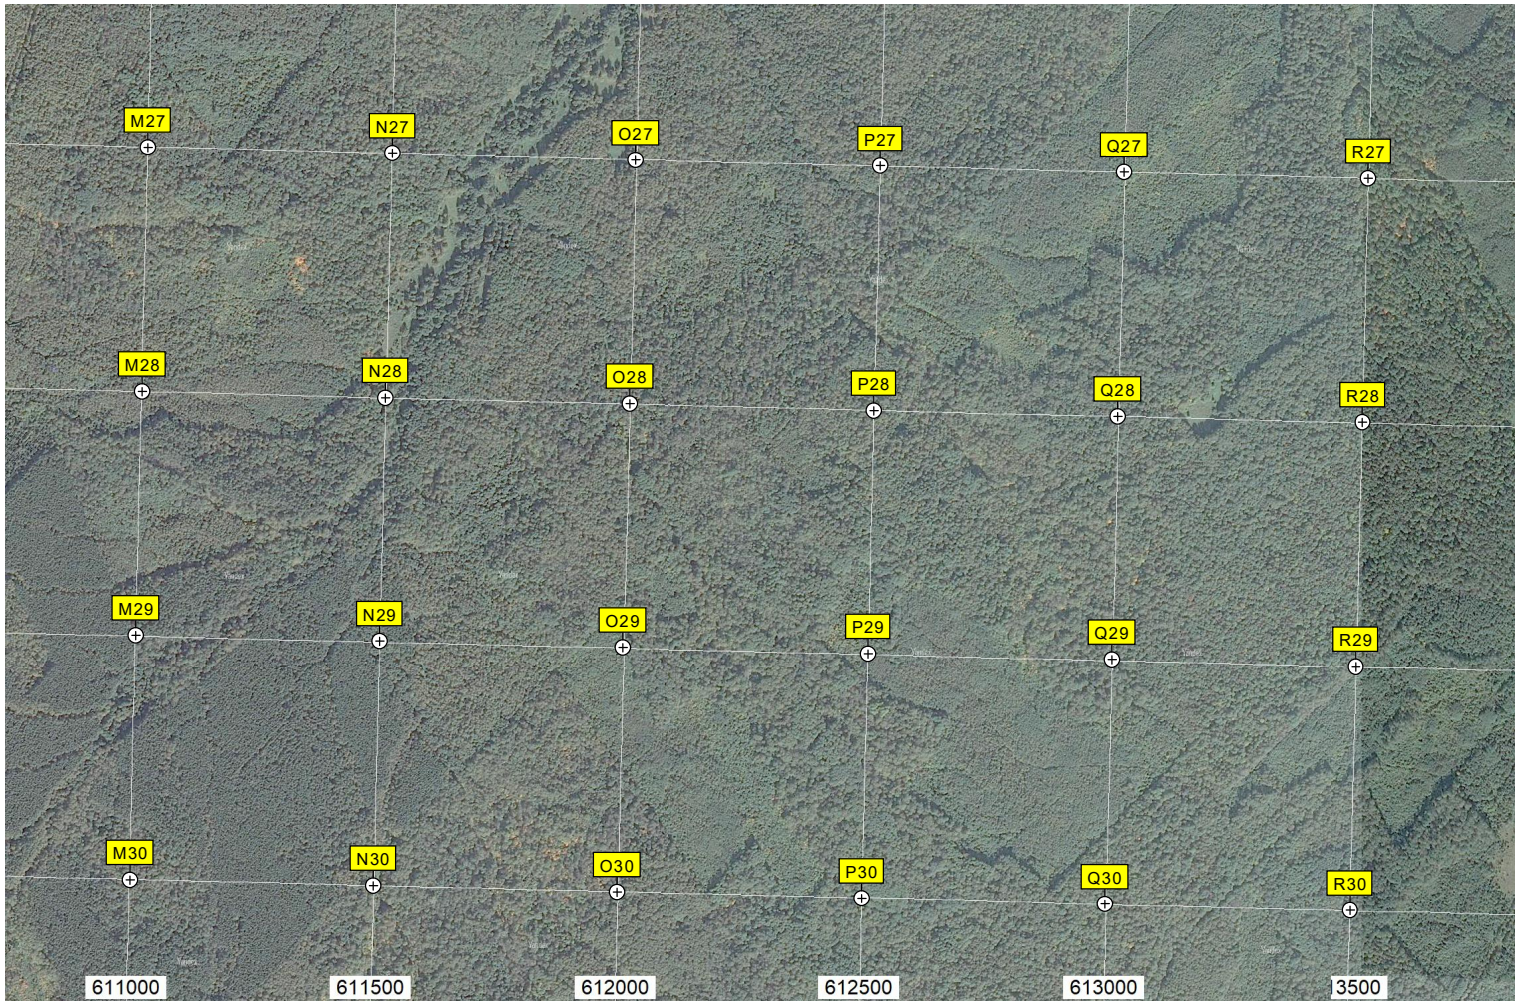 M27 N27 O27 P27 Q27 R27
M28 N28 O28 P28 Q28 R28
M29 N29 O29 P29 Q29 R29
M30 N30 O30 P30 Q30 R30
611000 611500 612000 612500 613000 3500